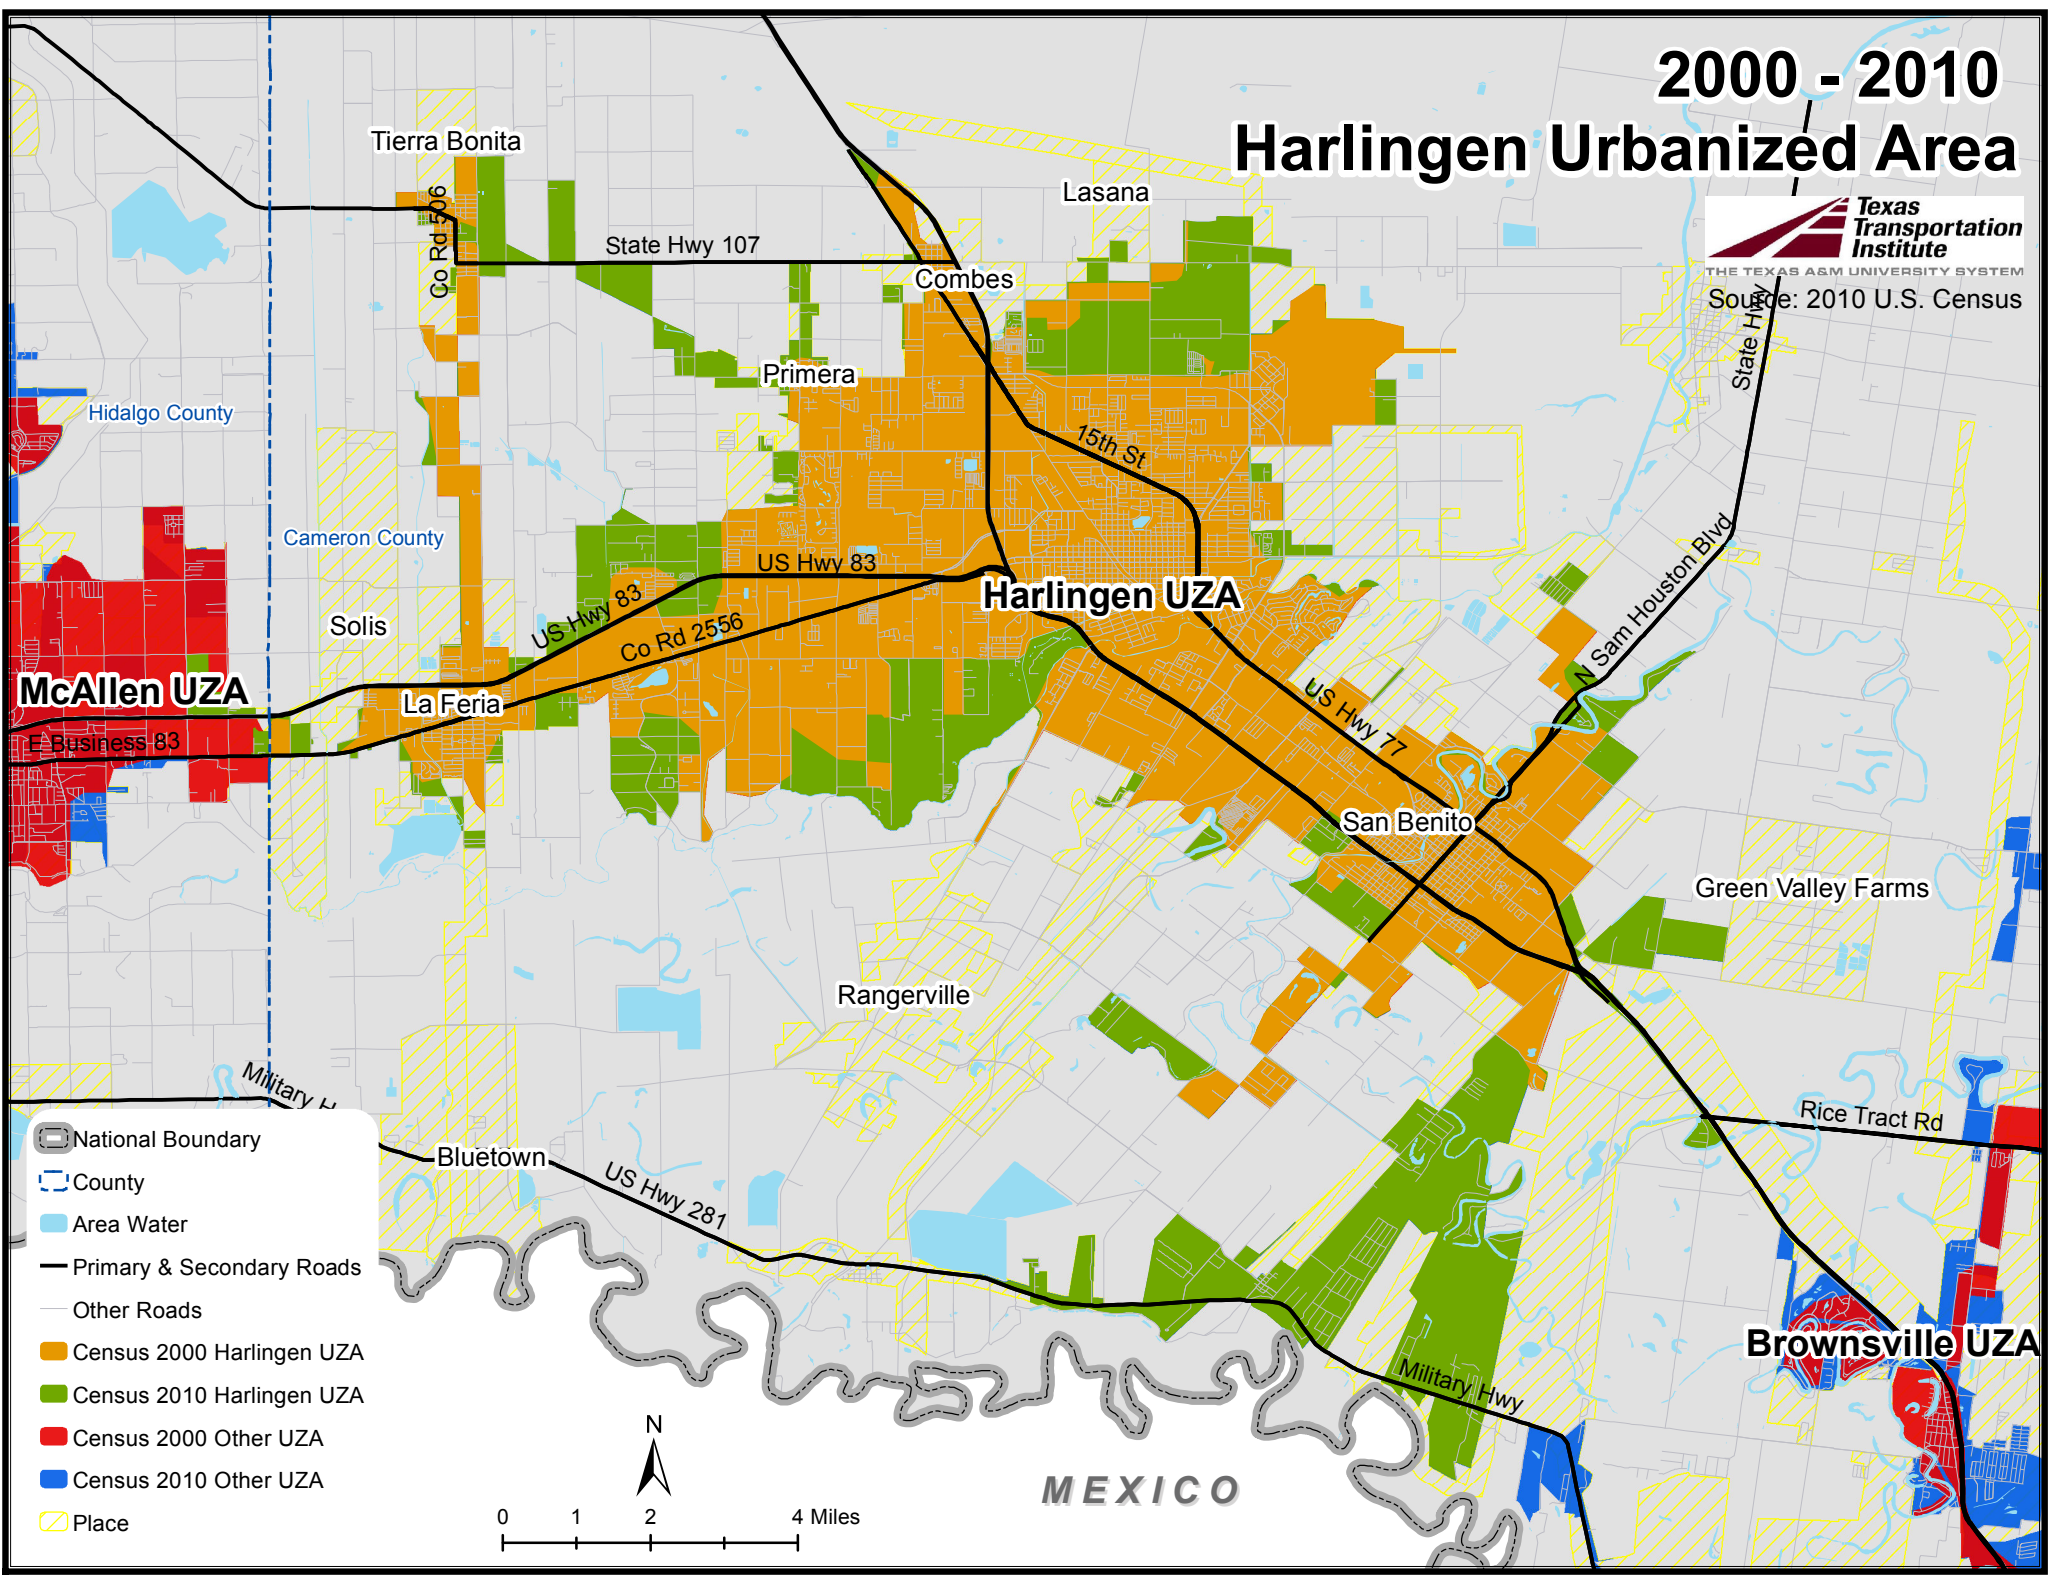 2000 - 2010
Harlingen Urbanized Area
Texas
Transportation
Institute
THE TEXAS A&M UNIVERSITY SYSTEM
Source: 2010 U.S. Census
Tierra Bonita
Co Rd 506
State Hwy 107
Lasana
Combes
State Hwy
Primera
Hidalgo County
15th St
Cameron County
US Hwy 83
Harlingen UZA
N Sam Houston Blvd
Solis
US Hwy 83
Co Rd 2556
McAllen UZA
La Feria
US Hwy 77
E Business 83
San Benito
Green Valley Farms
Rangerville
Military H
Rice Tract Rd
Bluetown
US Hwy 281
Brownsville UZA
Military Hwy
MEXICO
National Boundary
County
Area Water
Primary & Secondary Roads
Other Roads
Census 2000 Harlingen UZA
Census 2010 Harlingen UZA
Census 2000 Other UZA
Census 2010 Other UZA
Place
N
0 1 2 4 Miles